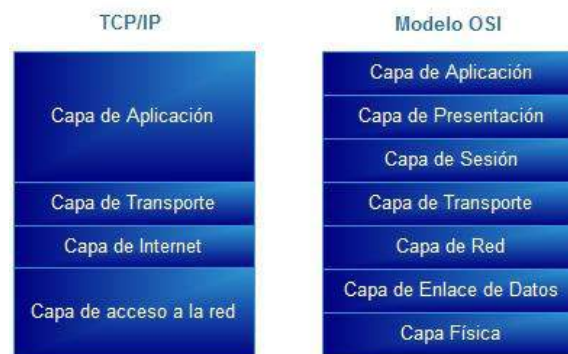 TCP/IP
Capa de Aplicación
Capa de Transporte
Capa de Internet
Capa de acceso a la red
Modelo OSI
Capa de Aplicación
Capa de Presentación
Capa de Sesión
Capa de Transporte
Capa de Red
Capa de Enlace de Datos
Capa Física